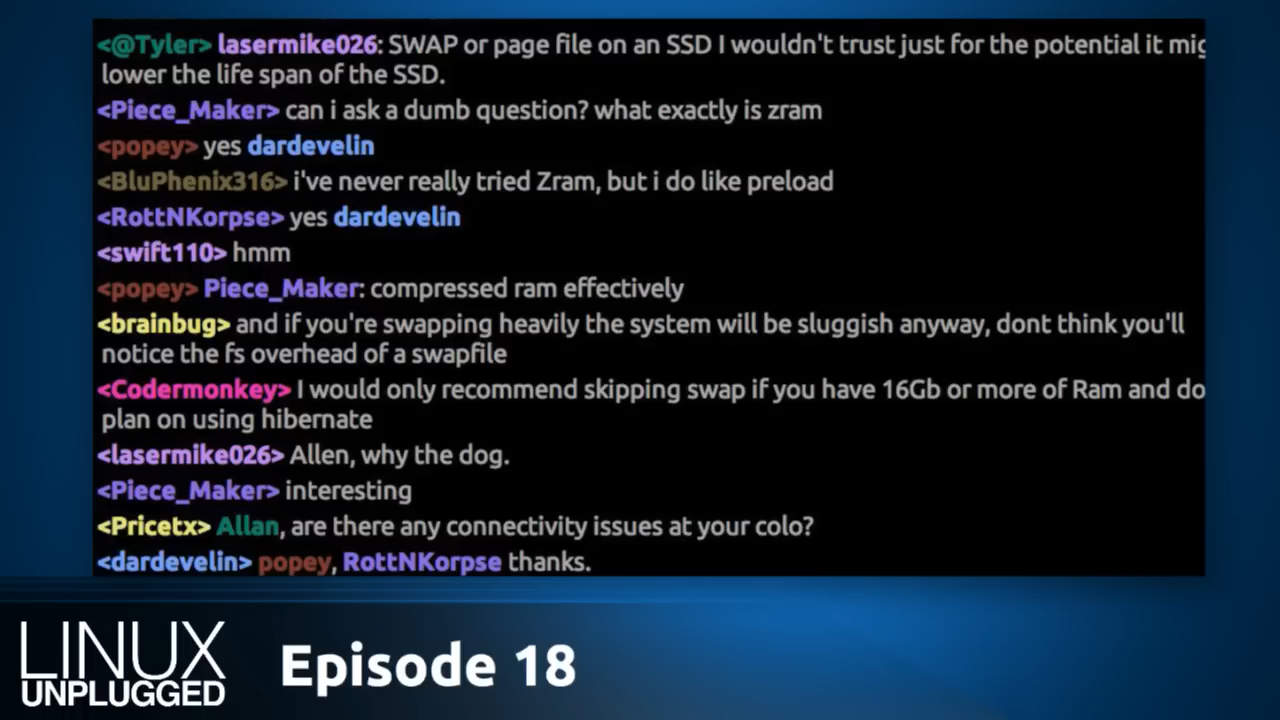 <@Tyler> lasermike026: SWAP or page file on an SSD I wouldn't trust just for the potential it mig
lower the life span of the SSD.
<Piece_Maker> can i ask a dumb question? what exactly is zram
<popey> yes dardevelin
<BluPhenix316> i've never really tried Zram, but i do like preload
<RottNKorpse> yes dardevelin
<swift110> hmm
<popey> Piece_Maker: compressed ram effectively
<brainbug> and if you're swapping heavily the system will be sluggish anyway, dont think you'll
notice the fs overhead of a swapfile
<Codermonkey> I would only recommend skipping swap if you have 16Gb or more of Ram and do
plan on using hibernate
<lasermike026> Allen, why the dog.
<Piece_Maker> interesting
<Pricetx> Allan, are there any connectivity issues at your colo?
<dardevelin> popey, RottNKorpse thanks.
LINUX
UNPLUGGED
Episode 18